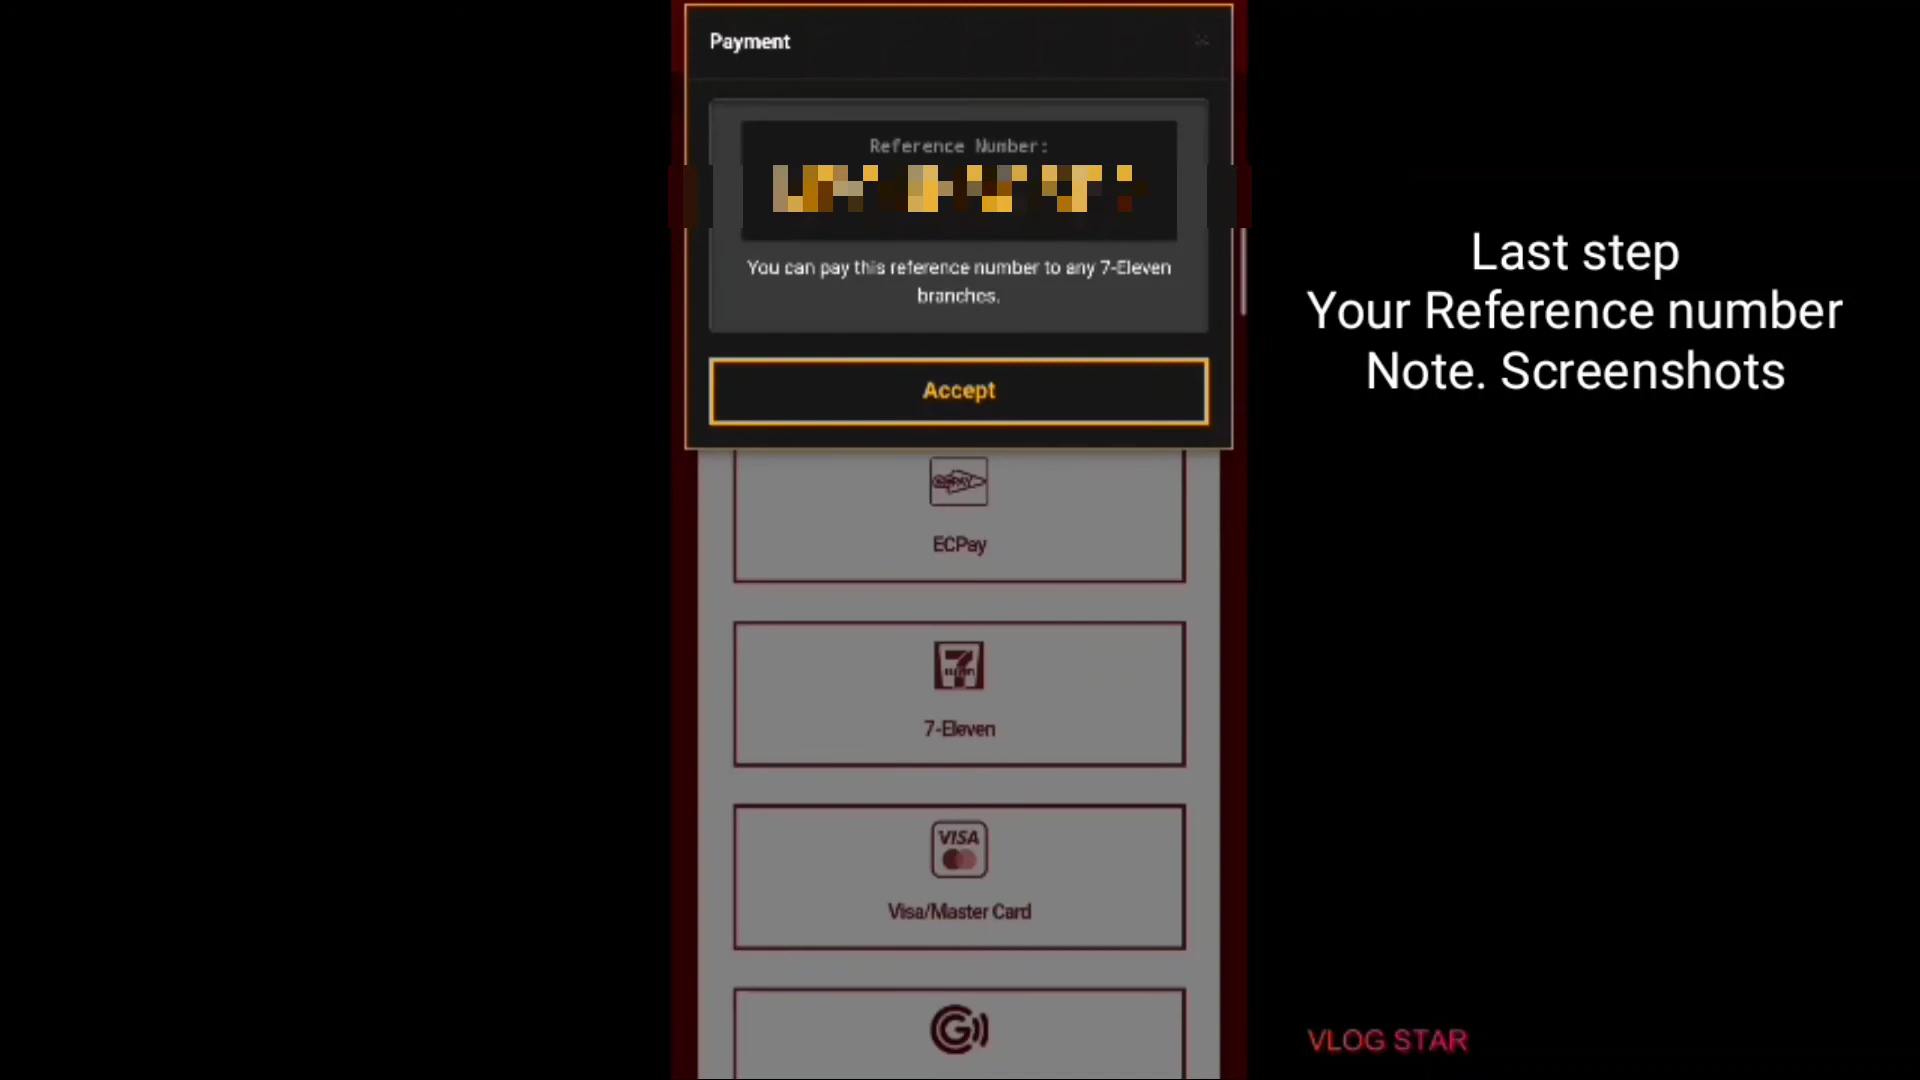 Payment
Reference Number:
You can pay this reference number to any 7-Eleven
branches.
Accept
ECPay
7-Eleven
VISA
Visa/Master Card
Last step
Your Reference number
Note. Screenshots
VLOG STAR